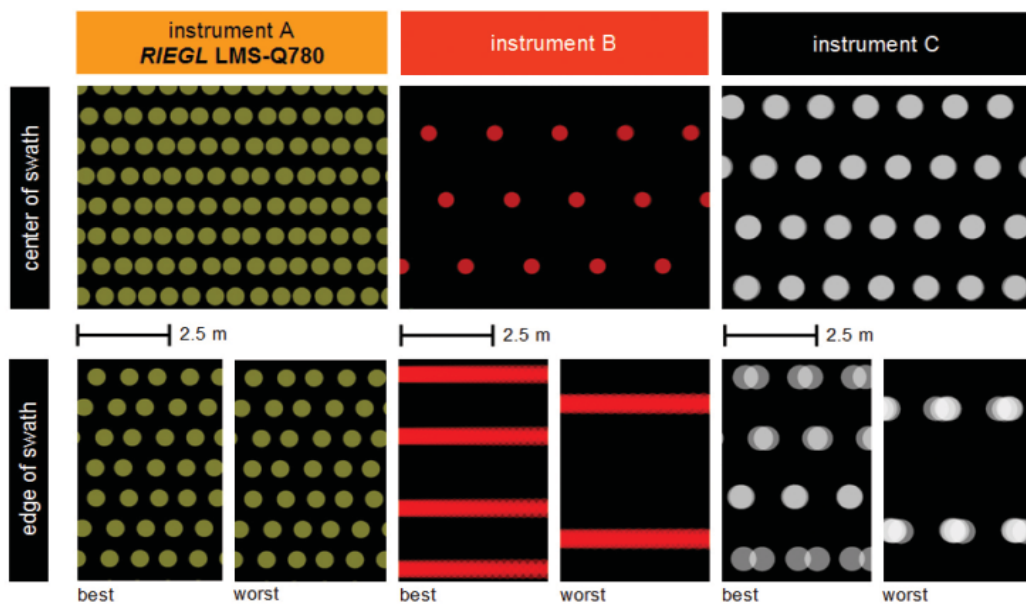 instrument A
RIEGL LMS-Q780
instrument B
instrument C
center of swath
2.5 m
2.5 m
2.5 m
edge of swath
best
worst
best
worst
best
worst